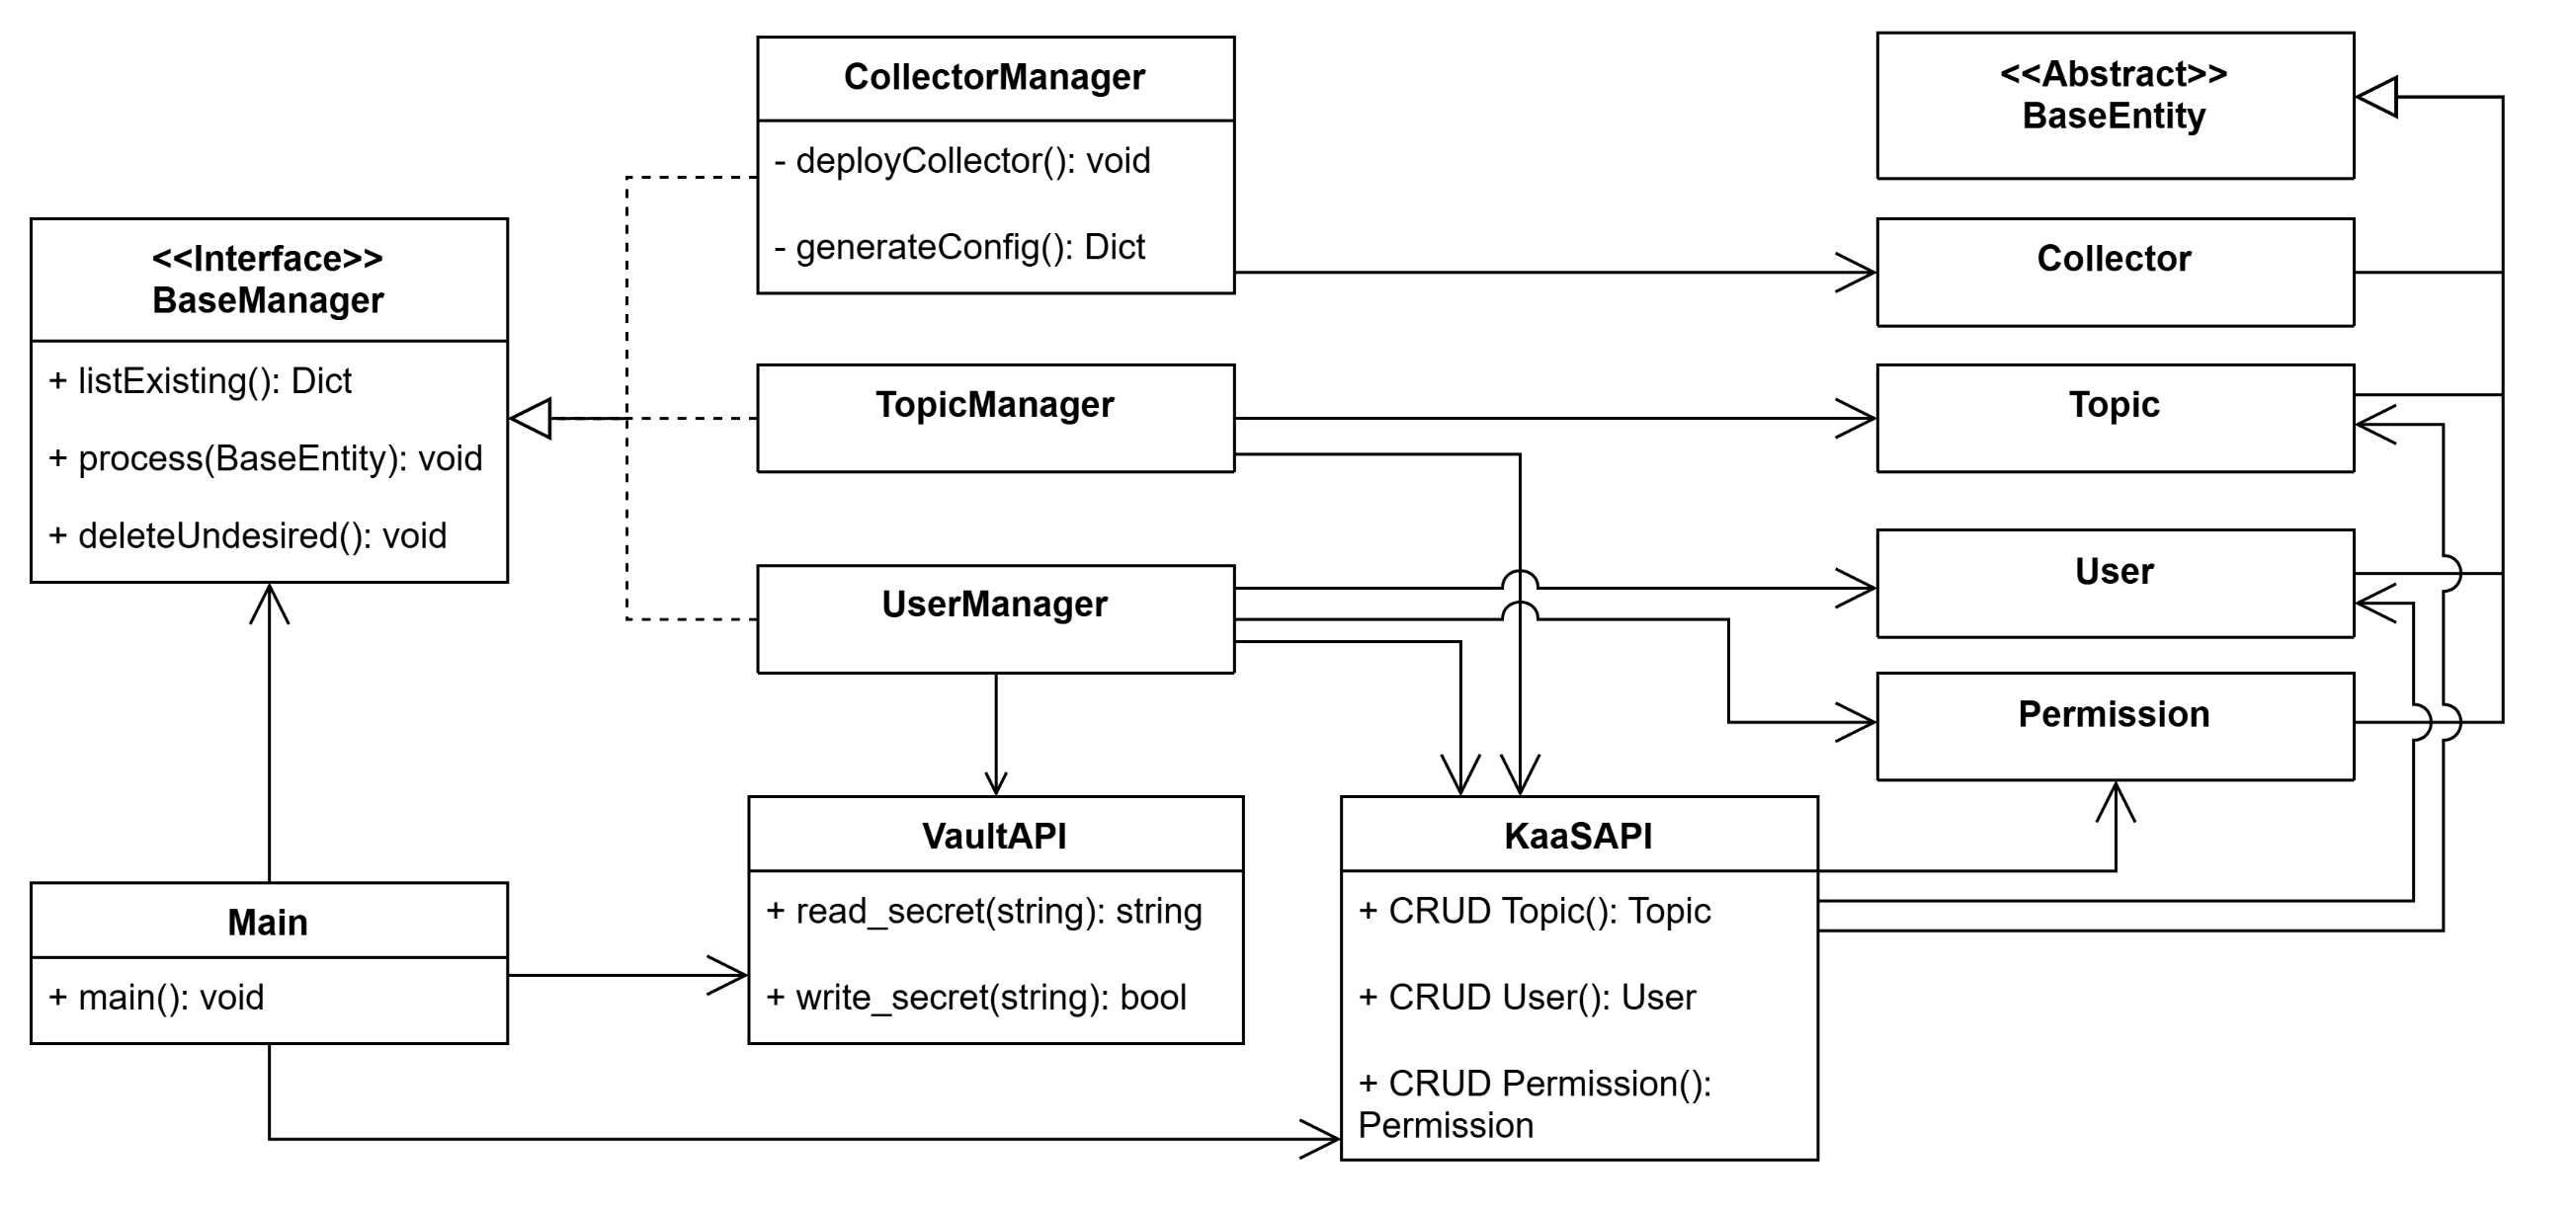 CollectorManager
- deployCollector(): void
- generateConfig(): Dict
<<Abstract>>
BaseEntity
<<Interface>>
BaseManager
+ listExisting(): Dict
+ process(BaseEntity): void
+ deleteUndesired(): void
Collector
TopicManager
Topic
UserManager
User
Permission
VaultAPI
+ read_secret(string): string
+ write_secret(string): bool
KaaSAPI
+ CRUD Topic(): Topic
+ CRUD User(): User
+ CRUD Permission():
Permission
Main
+ main(): void